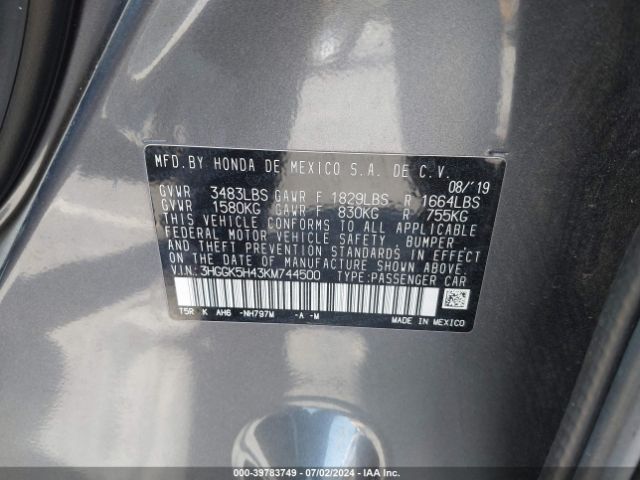 MFD.BY HONDA DE MEXICO S.A. DE C.V.
08/'19
GVWR 3483LBS GAWR F 1829LBS R 1664LBS
GVWR 1580KG GAWR F 830KG R 755KG
THIS VEHICLE CONFORMS TO ALL APPLICABLE
FEDERAL MOTOR VEHICLE SAFETY, BUMPER
AND THEFT PREVENTION STANDARDS IN EFFECT
ON THE DATE OF MANUFACTURE SHOWN ABOVE.
V.I.N: 3HGGK5H43KM744500 TYPE:PASSENGER CAR
T5R K AH6 -NH797M -A -M
MADE IN MEXICO
000-39783749 - 07/02/2024 - IAA Inc.